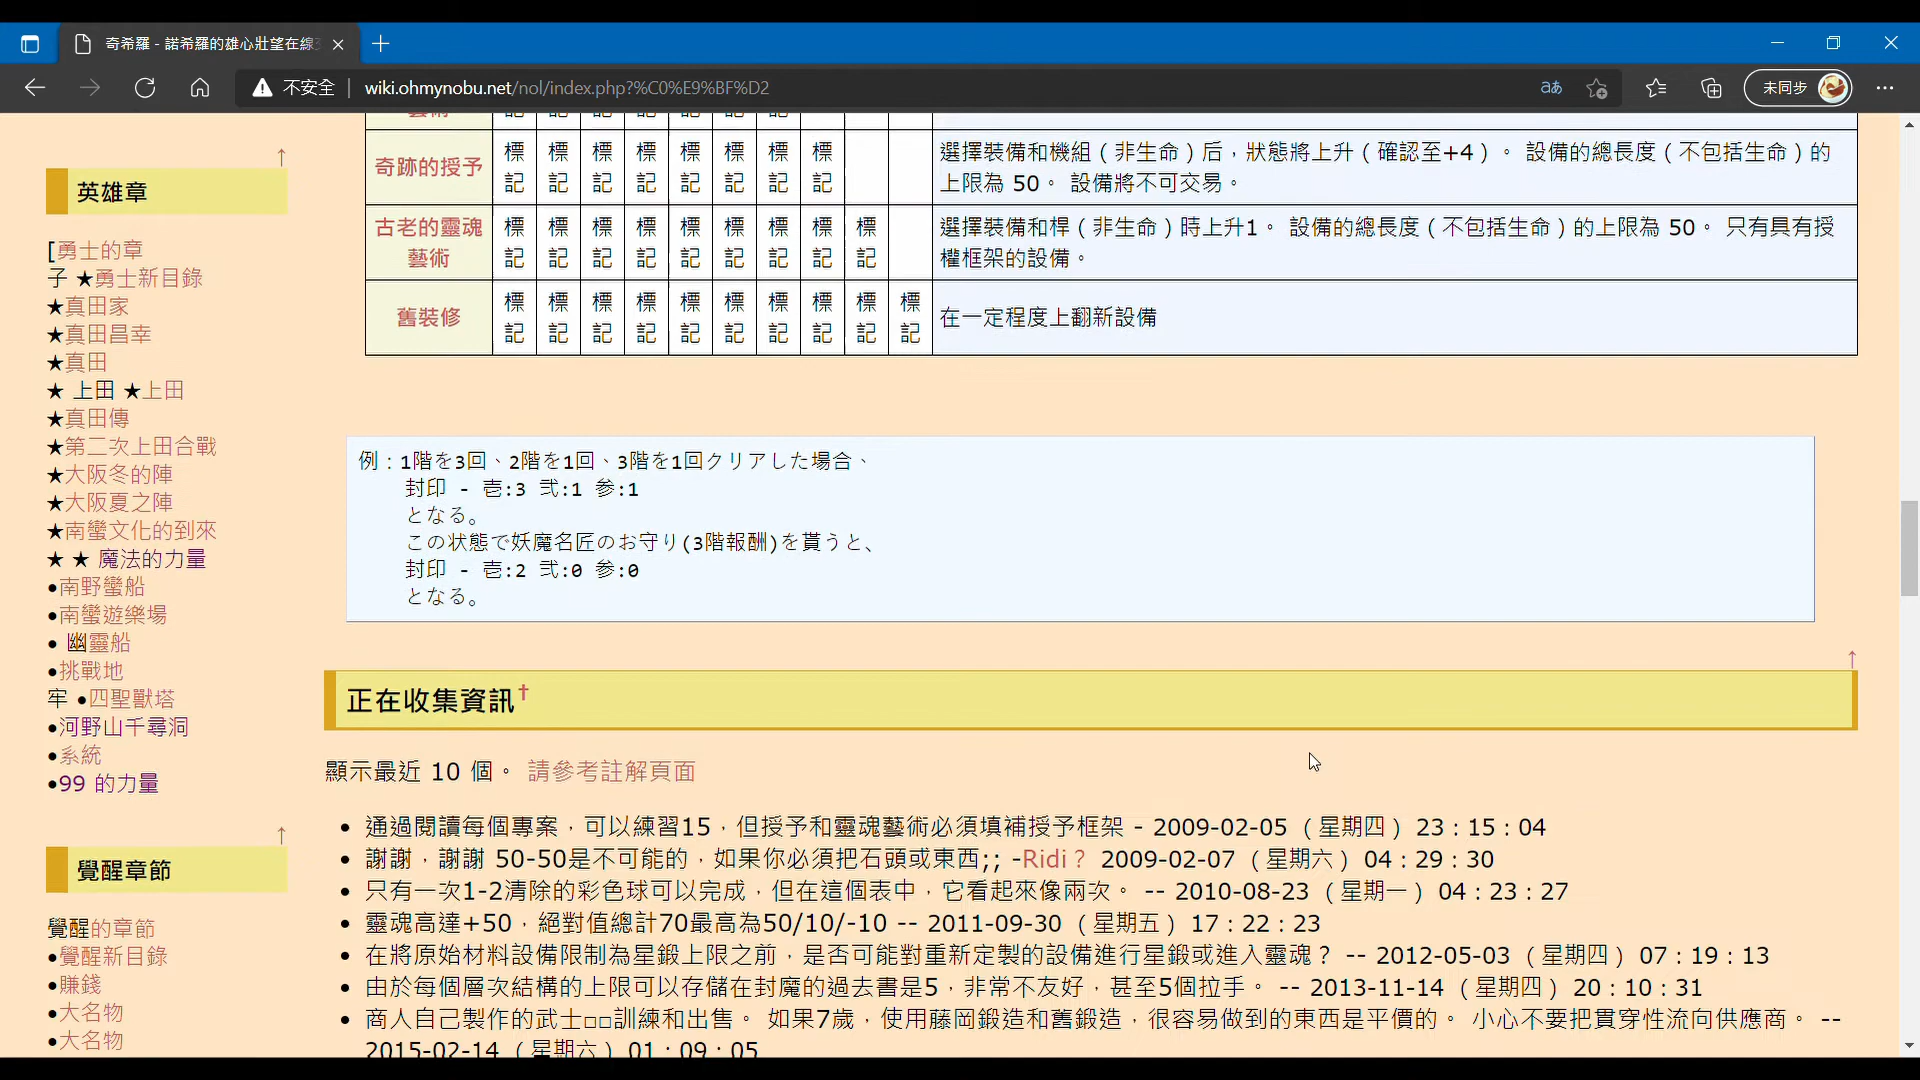 奇希羅 - 諾希羅的雄心壯望在線
不安全
wiki.ohmynobu.net/nol/index.php?%C0%E9%BF%D2
未同步
英雄章
[勇士的章
子 ★勇士新目錄
★真田家
★真田昌幸
★真田
★ 上田 ★上田
★真田傳
★第二次上田合戰
★大阪冬的陣
★大阪夏之陣
★南蠻文化的到來
★ ★ 魔法的力量
●南野蠻船
●南蠻遊樂場
● 幽靈船
●挑戰地
牢 ●四聖獸塔
●河野山千尋洞
●系統
●99 的力量
覺醒章節
覺醒的章節
●覺醒新目錄
●賺錢
●大名物
●大名物
藝術 記 記 記 記 記 記 記
奇跡的授予 標記 標記 標記 標記 標記 標記 標記 標記 選擇裝備和機組（非生命）后，狀態將上升（確認至+4）。 設備的總長度（不包括生命）的
上限為 50。 設備將不可交易。
古老的靈魂
藝術 標記 標記 標記 標記 標記 標記 標記 標記 標記 選擇裝備和桿（非生命）時上升1。 設備的總長度（不包括生命）的上限為 50。 只有具有授
權框架的設備。
舊裝修 標記 標記 標記 標記 標記 標記 標記 標記 標記 標記 在一定程度上翻新設備
例：1階を3回、2階を1回、3階を1回クリアした場合、
封印 - 壱:3 弐:1 参:1
となる。
この状態で妖魔名匠のお守り(3階報酬)を貰うと、
封印 - 壱:2 弐:0 参:0
となる。
正在收集資訊†
顯示最近 10 個。 請參考註解頁面
• 通過閱讀每個專案，可以練習15，但授予和靈魂藝術必須填補授予框架 - 2009-02-05 （星期四） 23：15：04
• 謝謝，謝謝 50-50是不可能的，如果你必須把石頭或東西;; -Ridi？ 2009-02-07 （星期六） 04：29：30
• 只有一次1-2清除的彩色球可以完成，但在這個表中，它看起來像兩次。 -- 2010-08-23 （星期一） 04：23：27
• 靈魂高達+50，絕對值總計70最高為50/10/-10 -- 2011-09-30 （星期五） 17：22：23
• 在將原始材料設備限制為星鍛上限之前，是否可能對重新定製的設備進行星鍛或進入靈魂？ -- 2012-05-03 （星期四） 07：19：13
• 由於每個層次結構的上限可以存儲在封魔的過去書是5，非常不友好，甚至5個拉手。 -- 2013-11-14 （星期四） 20：10：31
• 商人自己製作的武士□□訓練和出售。 如果7歲，使用藤岡鍛造和舊鍛造，很容易做到的東西是平價的。 小心不要把貫穿性流向供應商。 --
2015-02-14 （星期六） 01：09：05